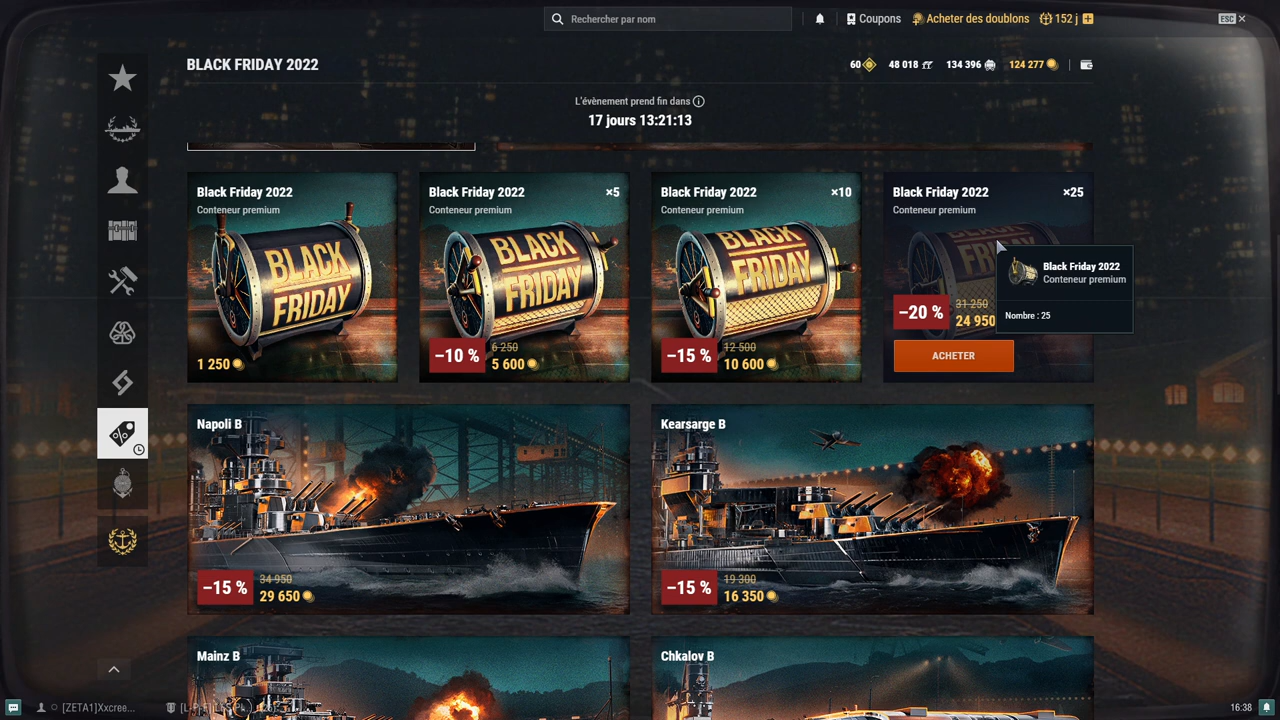 Rechercher par nom
Coupons
Acheter des doublons
152 j
ESC
BLACK FRIDAY 2022
60
48 018
134 396
124 277
L'évènement prend fin dans
17 jours 13:21:13
Black Friday 2022
Conteneur premium
BLACK
FRIDAY
1 250
Black Friday 2022
×5
Conteneur premium
BLACK
FRIDAY
−10 %
6 250
5 600
Black Friday 2022
×10
Conteneur premium
BLACK
FRIDAY
−15 %
12 500
10 600
Black Friday 2022
×25
Conteneur premium
−20 %
31 250
24 950
ACHETER
Black Friday 2022
Conteneur premium
Nombre : 25
Napoli B
−15 %
34 950
29 650
Kearsarge B
−15 %
19 300
16 350
Mainz B
Chkalov B
[ZETA1]Xxcree...
16:38